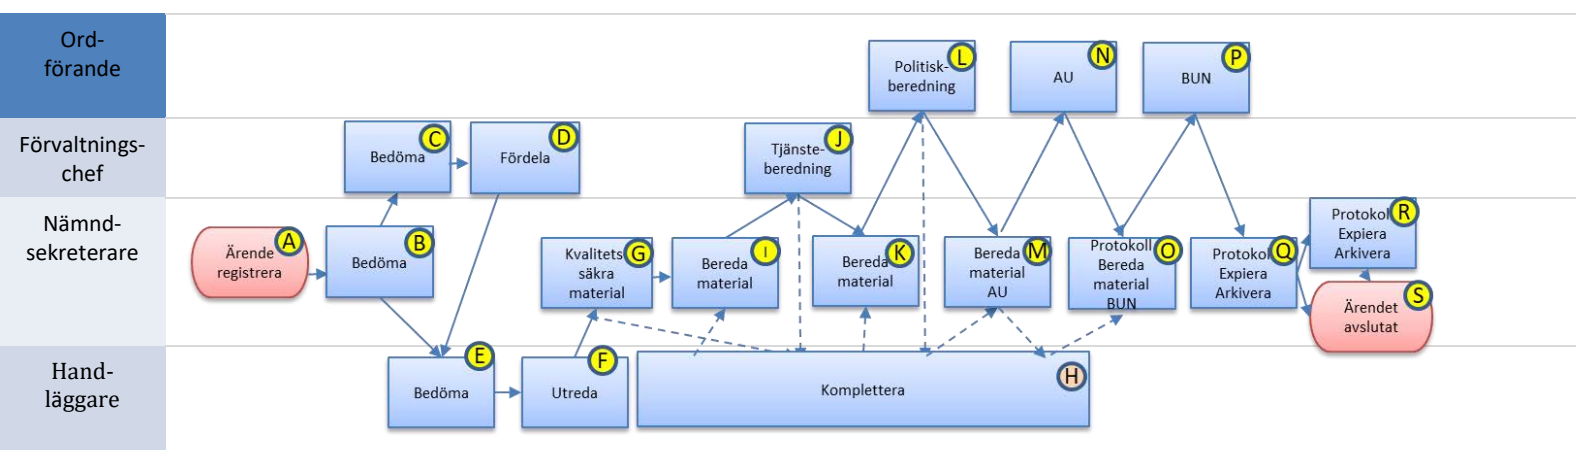 Ord-
förande
Politisk-
beredning
L
AU
N
BUN
P
Förvaltnings-
chef
Bedöma
C
Fördela
D
Tjänste-
beredning
J
Nämnd-
sekreterare
Ärende
registrera
A
Bedöma
B
Kvalitets
säkra
material
G
Bereda
material
I
Bereda
material
K
Bereda
material
AU
M
Protokoll
Bereda
material
BUN
O
Protokol
Expiera
Arkivera
Q
Protokol
Expiera
Arkivera
R
Ärendet
avslutat
S
Hand-
läggare
Bedöma
E
Utreda
F
Komplettera
H